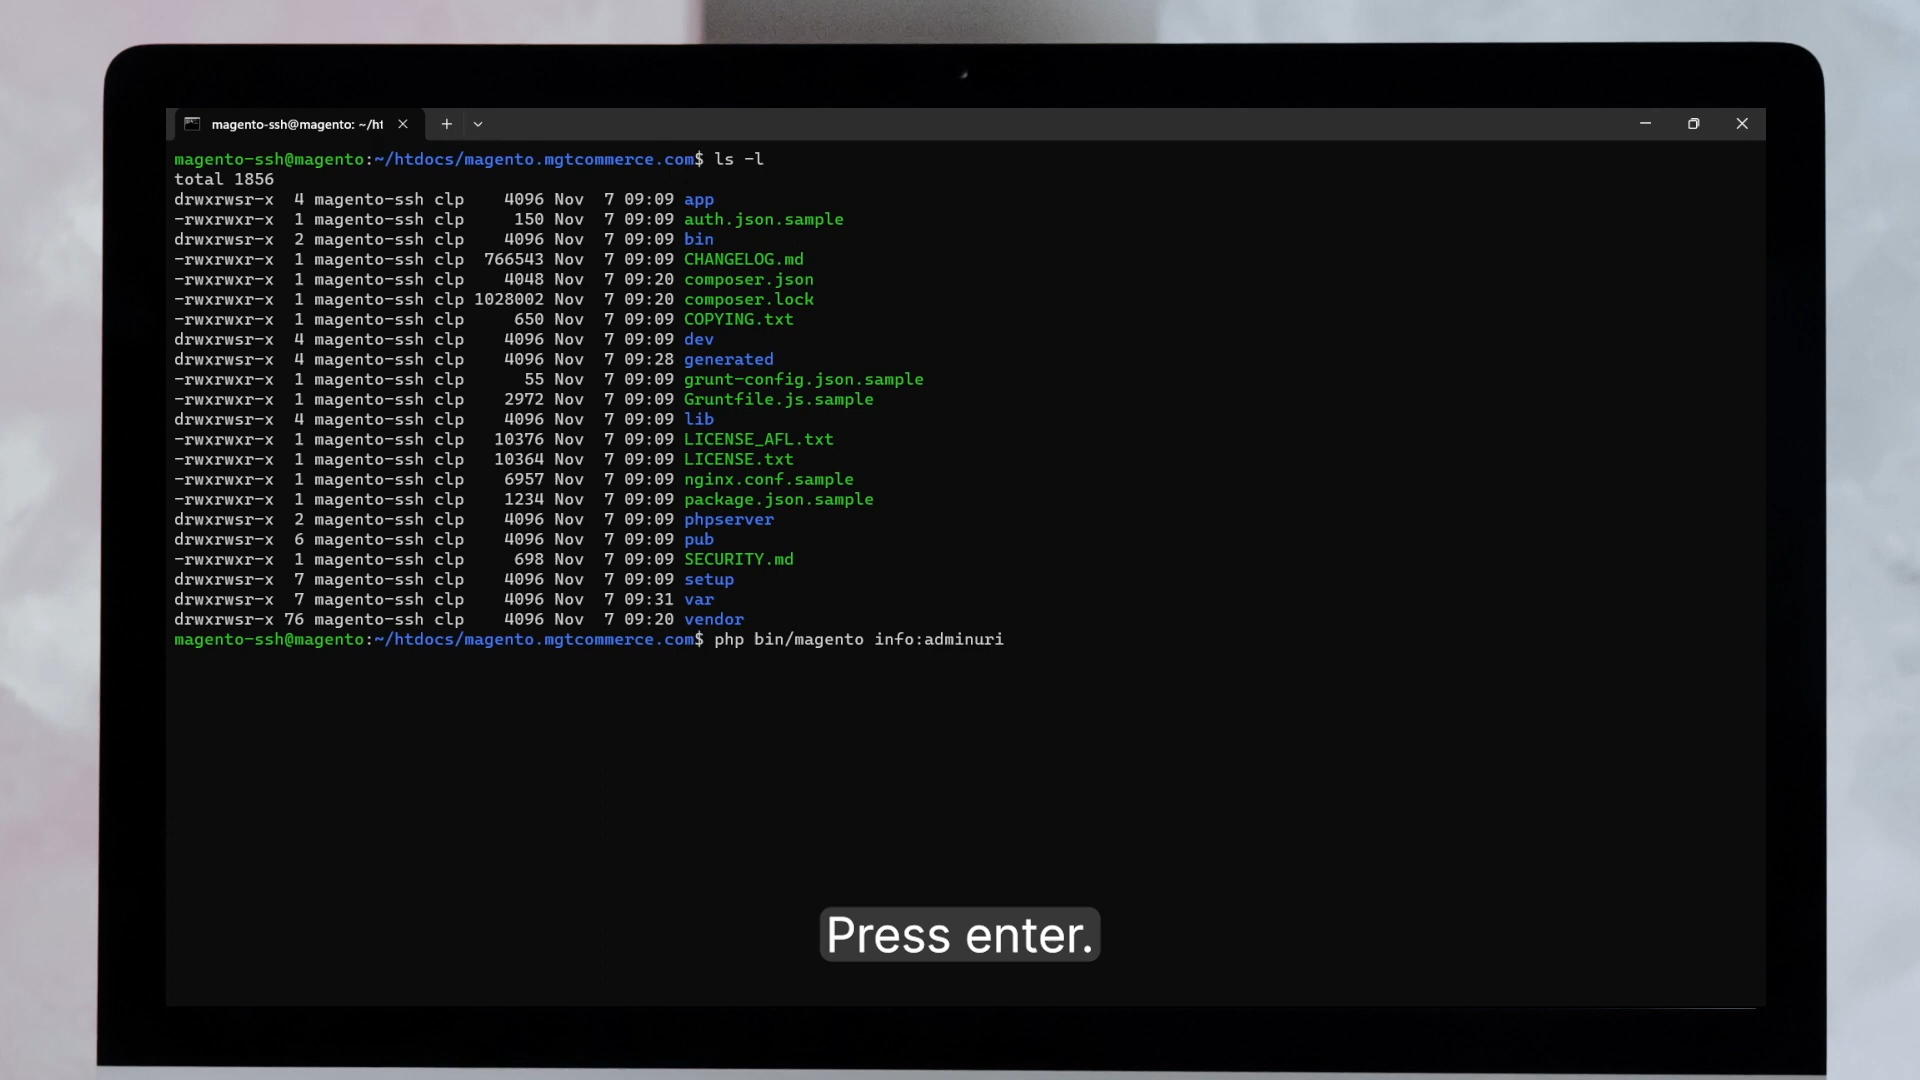 magento-ssh@magento: ~/ht
magento-ssh@magento:~/htdocs/magento.mgtcommerce.com$ ls -l
total 1856
drwxrwsr-x  4 magento-ssh clp    4096 Nov  7 09:09 app
-rwxrwxr-x  1 magento-ssh clp     150 Nov  7 09:09 auth.json.sample
drwxrwsr-x  2 magento-ssh clp    4096 Nov  7 09:09 bin
-rwxrwxr-x  1 magento-ssh clp  766543 Nov  7 09:09 CHANGELOG.md
-rwxrwxr-x  1 magento-ssh clp    4048 Nov  7 09:20 composer.json
-rwxrwxr-x  1 magento-ssh clp 1028002 Nov  7 09:20 composer.lock
-rwxrwxr-x  1 magento-ssh clp     650 Nov  7 09:09 COPYING.txt
drwxrwsr-x  4 magento-ssh clp    4096 Nov  7 09:09 dev
drwxrwsr-x  4 magento-ssh clp    4096 Nov  7 09:28 generated
-rwxrwxr-x  1 magento-ssh clp      55 Nov  7 09:09 grunt-config.json.sample
-rwxrwxr-x  1 magento-ssh clp    2972 Nov  7 09:09 Gruntfile.js.sample
drwxrwsr-x  4 magento-ssh clp    4096 Nov  7 09:09 lib
-rwxrwxr-x  1 magento-ssh clp   10376 Nov  7 09:09 LICENSE_AFL.txt
-rwxrwxr-x  1 magento-ssh clp   10364 Nov  7 09:09 LICENSE.txt
-rwxrwxr-x  1 magento-ssh clp    6957 Nov  7 09:09 nginx.conf.sample
-rwxrwxr-x  1 magento-ssh clp    1234 Nov  7 09:09 package.json.sample
drwxrwsr-x  2 magento-ssh clp    4096 Nov  7 09:09 phpserver
drwxrwsr-x  6 magento-ssh clp    4096 Nov  7 09:09 pub
-rwxrwxr-x  1 magento-ssh clp     698 Nov  7 09:09 SECURITY.md
drwxrwsr-x  7 magento-ssh clp    4096 Nov  7 09:09 setup
drwxrwsr-x  7 magento-ssh clp    4096 Nov  7 09:31 var
drwxrwsr-x 76 magento-ssh clp    4096 Nov  7 09:20 vendor
magento-ssh@magento:~/htdocs/magento.mgtcommerce.com$ php bin/magento info:adminuri
Press enter.